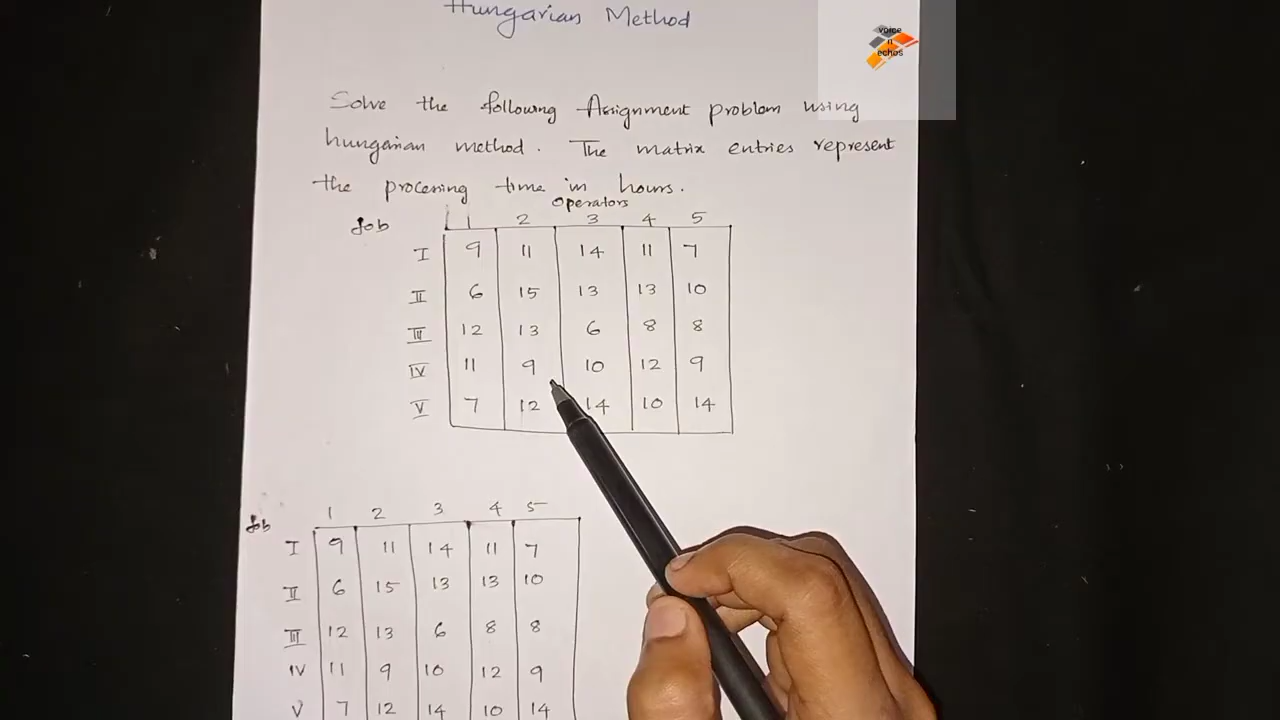 Hungarian Method
voice
n
echos
Solve the following Assignment problem using
hungarian method. The matrix entries represent
the procening time in hours.
Operators
Job 1 2 3 4 5
I 9 11 14 11 7
II 6 15 13 13 10
III 12 13 6 8 8
IV 11 9 10 12 9
V 7 12 14 10 14
Job 1 2 3 4 5
I 9 11 14 11 7
II 6 15 13 13 10
III 12 13 6 8 8
IV 11 9 10 12 9
V 7 12 14 10 14